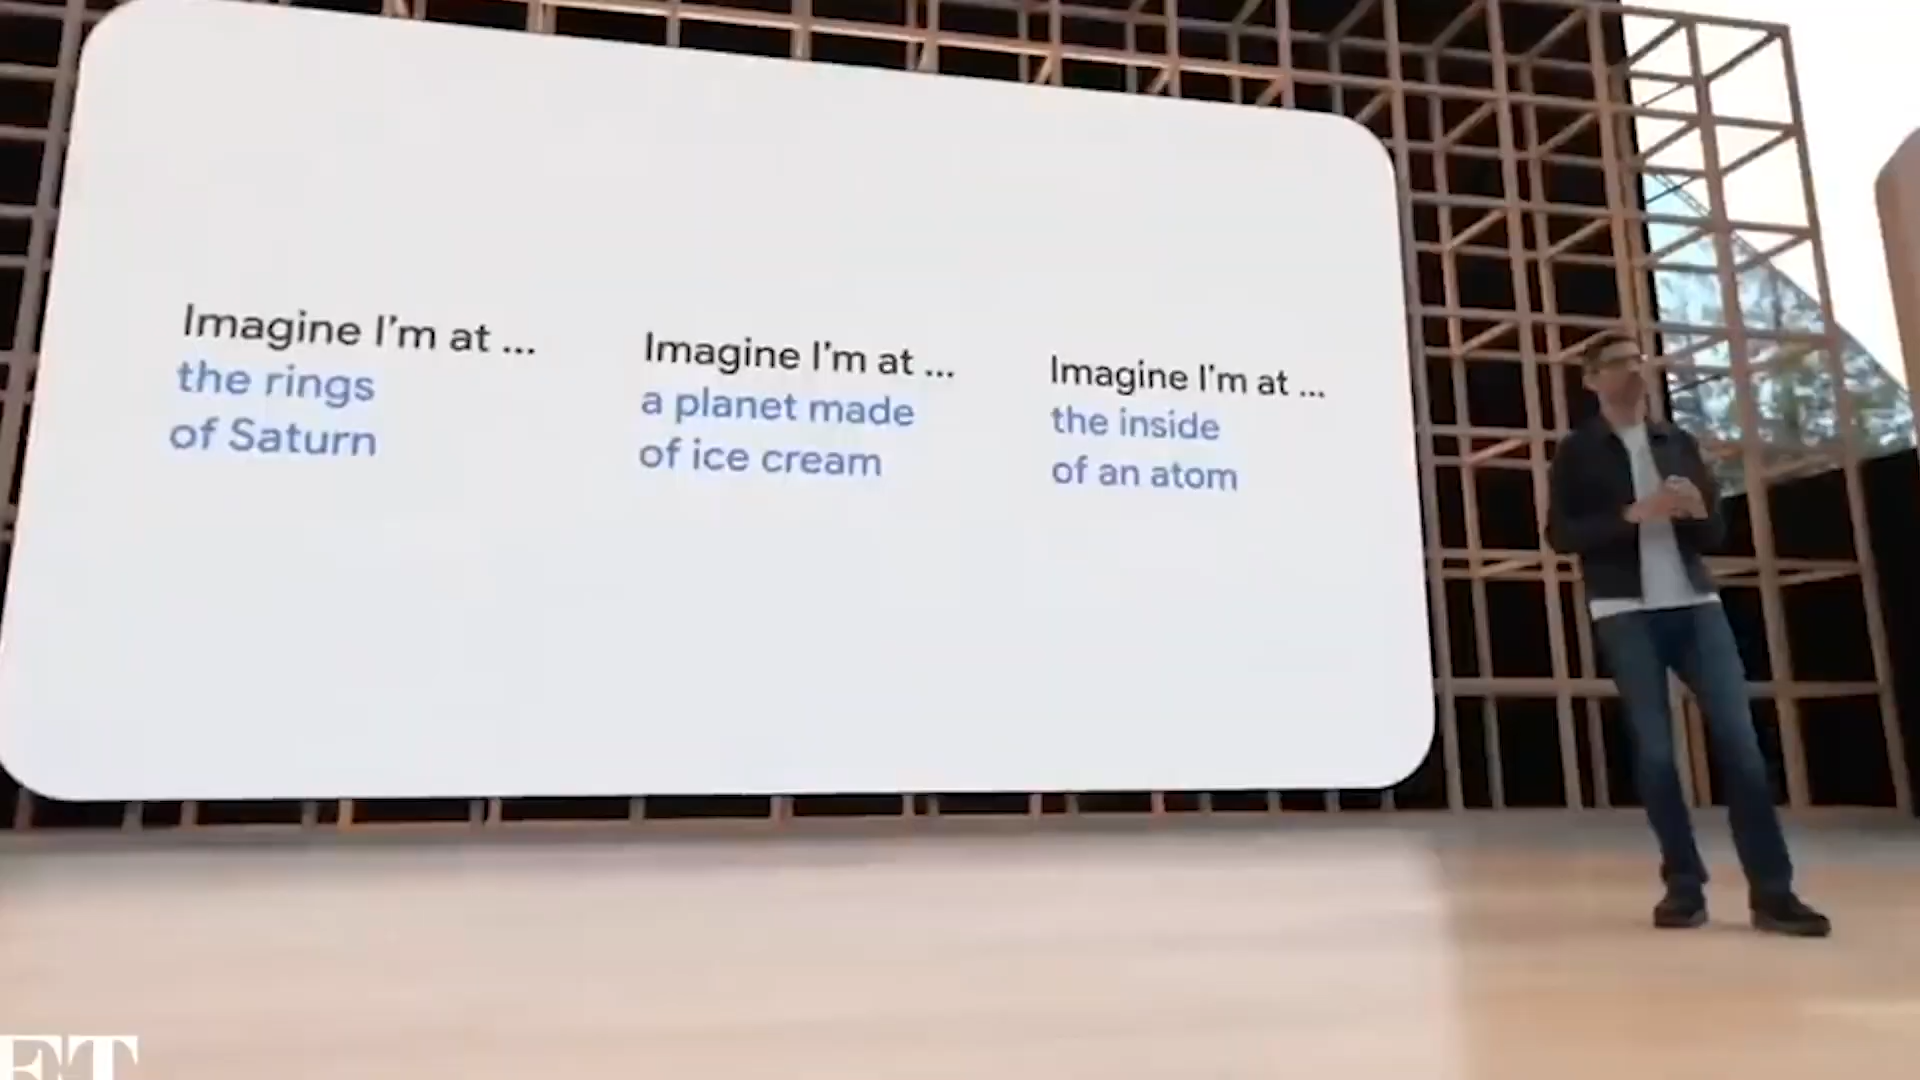 Imagine I'm at ...
the rings
of Saturn
Imagine I'm at ...
a planet made
of ice cream
Imagine I'm at ...
the inside
of an atom
ET